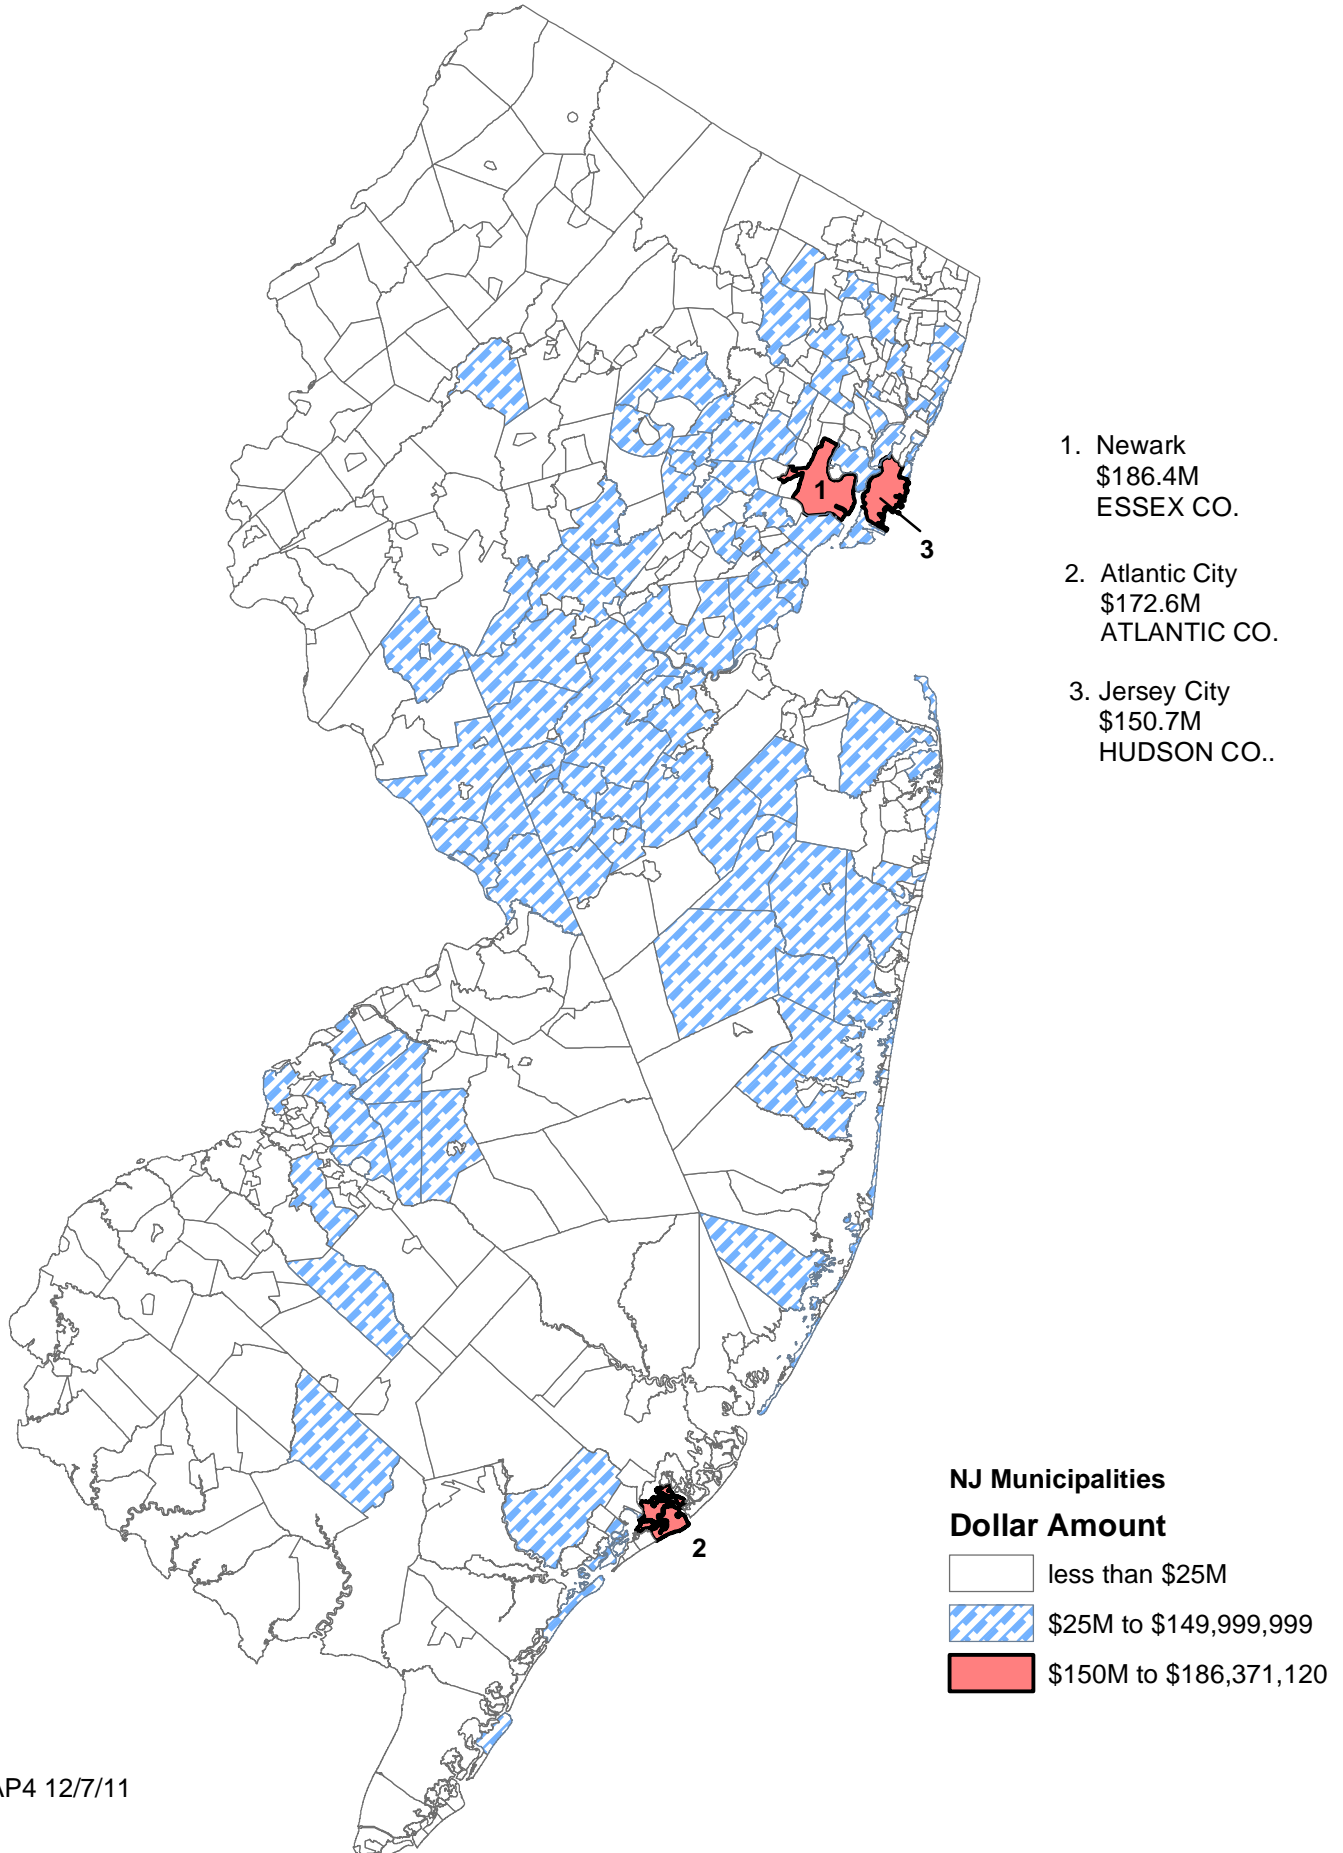 1. Newark
$186.4M
ESSEX CO.
2. Atlantic City
$172.6M
ATLANTIC CO.
3. Jersey City
$150.7M
HUDSON CO..
1
3
2
NJ Municipalities
Dollar Amount
less than $25M
$25M to $149,999,999
$150M to $186,371,120
AP4 12/7/11